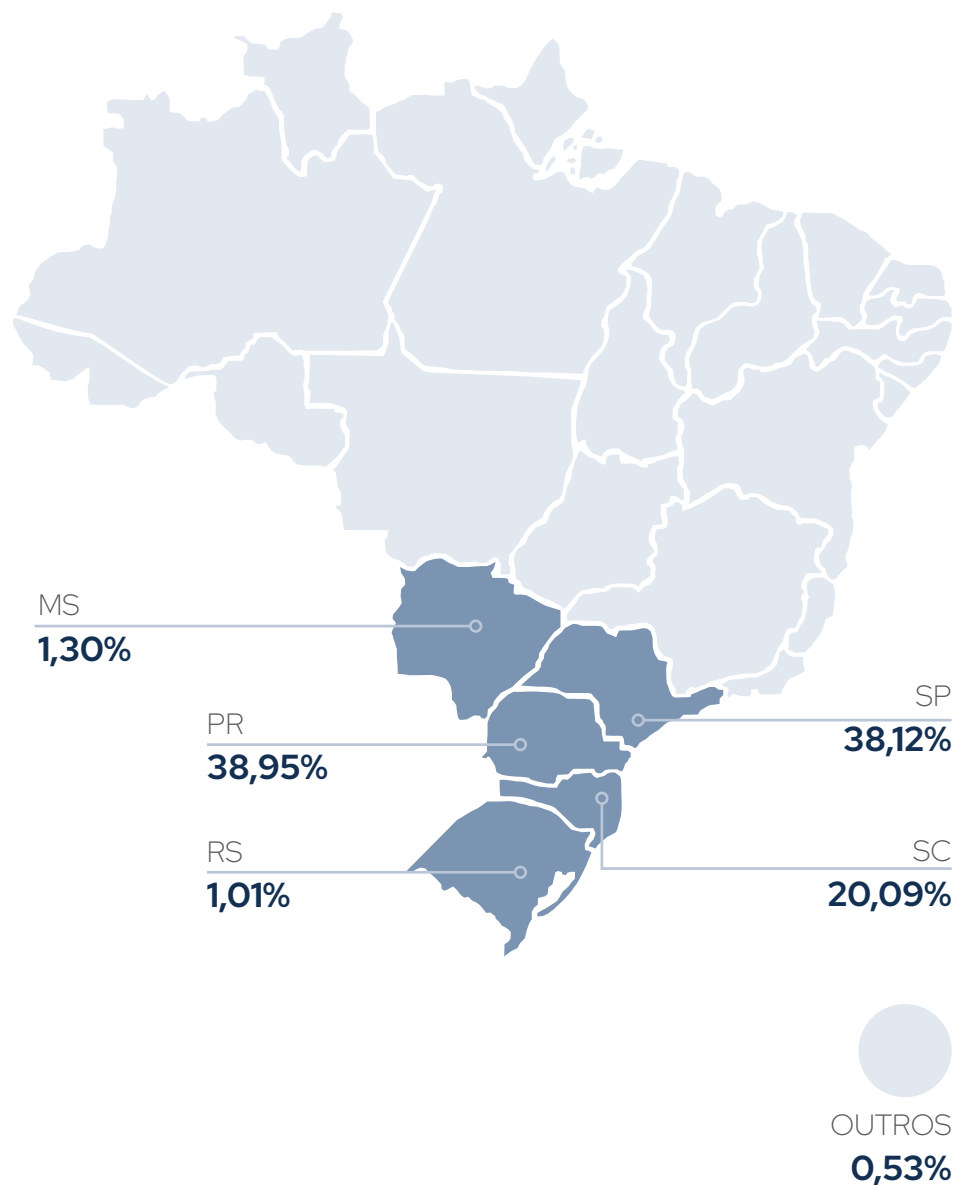 MS
1,30%
PR
38,95%
SP
38,12%
RS
1,01%
SC
20,09%
OUTROS
0,53%